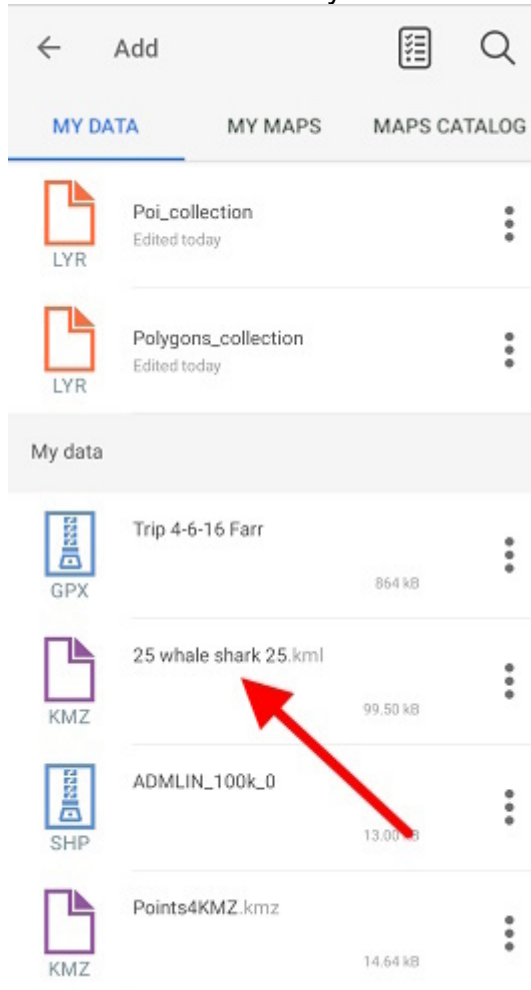 Add
MY DATA MY MAPS MAPS CATALOG
Poi_collection
Edited today
LYR
Polygons_collection
Edited today
LYR
My data
Trip 4-6-16 Farr
864 kB
GPX
25 whale shark 25.kml
99.50 kB
KMZ
ADMLIN_100k_0
SHP
Points4KMZ.kmz
14.64 kB
KMZ